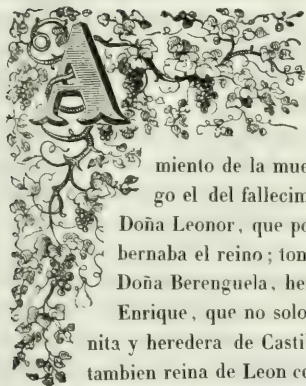 A
miento de la mue
go el del fallecim
Doña Leonor, que po
bernaba el reino; ton
Doña Berenguela, he
Enrique, que no solo
nita y heredera de Casti
tambien reina de Leon co